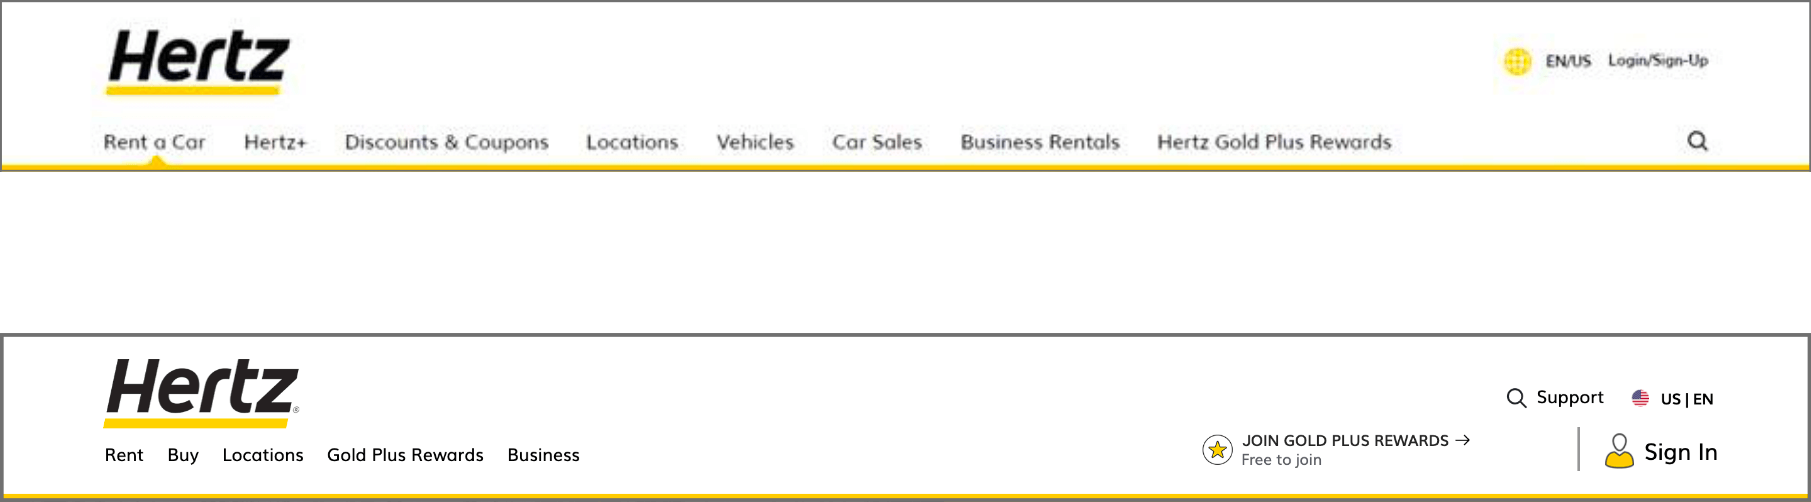 Hertz
EN/US Login/Sign-Up
Rent a Car Hertz+ Discounts & Coupons Locations Vehicles Car Sales Business Rentals Hertz Gold Plus Rewards
Hertz®
Support US | EN
Rent Buy Locations Gold Plus Rewards Business
JOIN GOLD PLUS REWARDS →
Free to join
Sign In